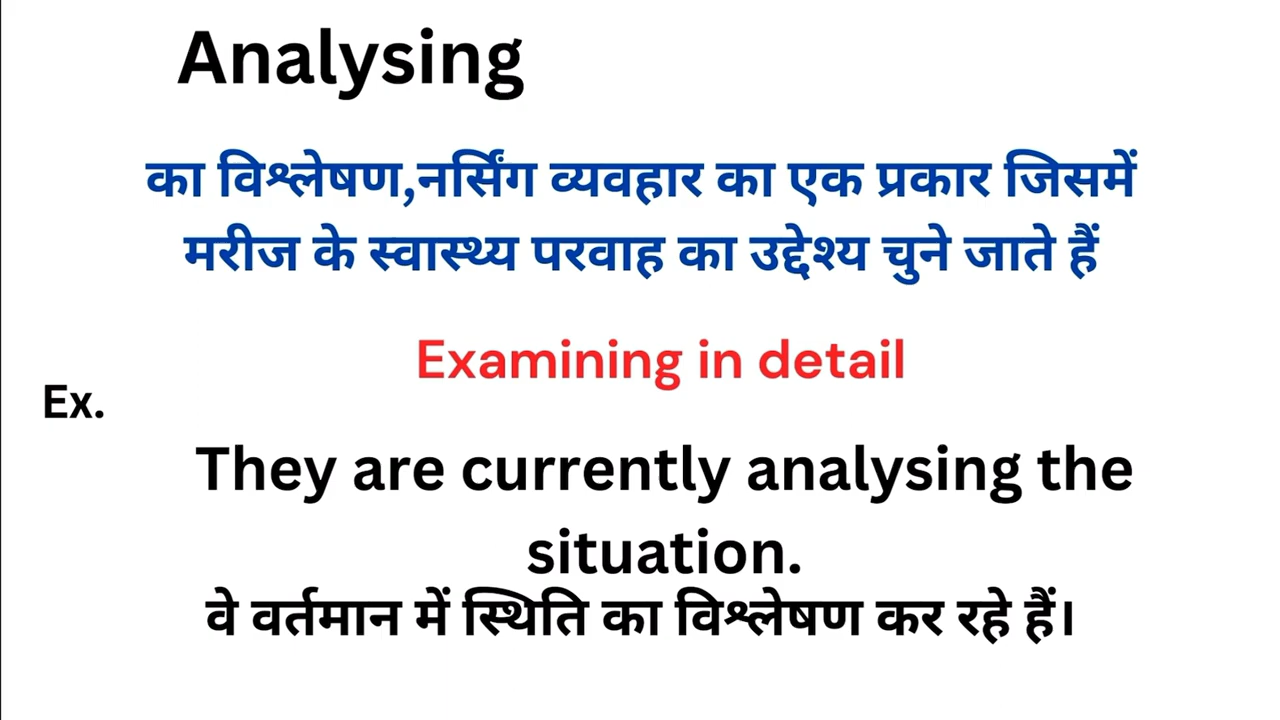 Analysing
का विश्लेषण,नर्सिंग व्यवहार का एक प्रकार जिसमें
मरीज के स्वास्थ्य परवाह का उद्देश्य चुने जाते हैं
Examining in detail
Ex.
They are currently analysing the
situation.
वे वर्तमान में स्थिति का विश्लेषण कर रहे हैं।